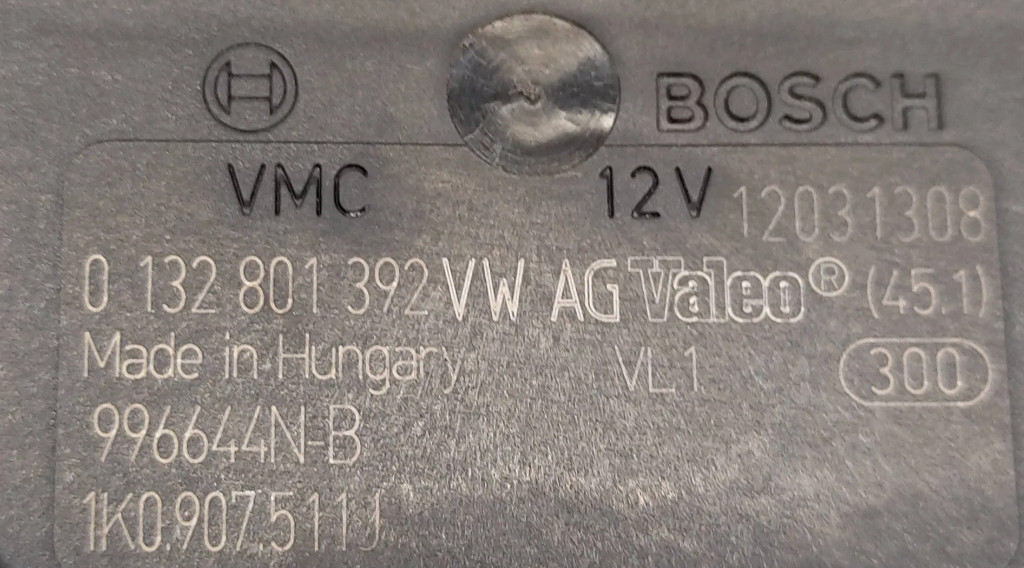 BOSCH
VMC 12V 12031308
0 132 801 392 VW AG Valeo® (45.1)
Made in Hungary VL1 300
996644N-B
1K0.907.511J